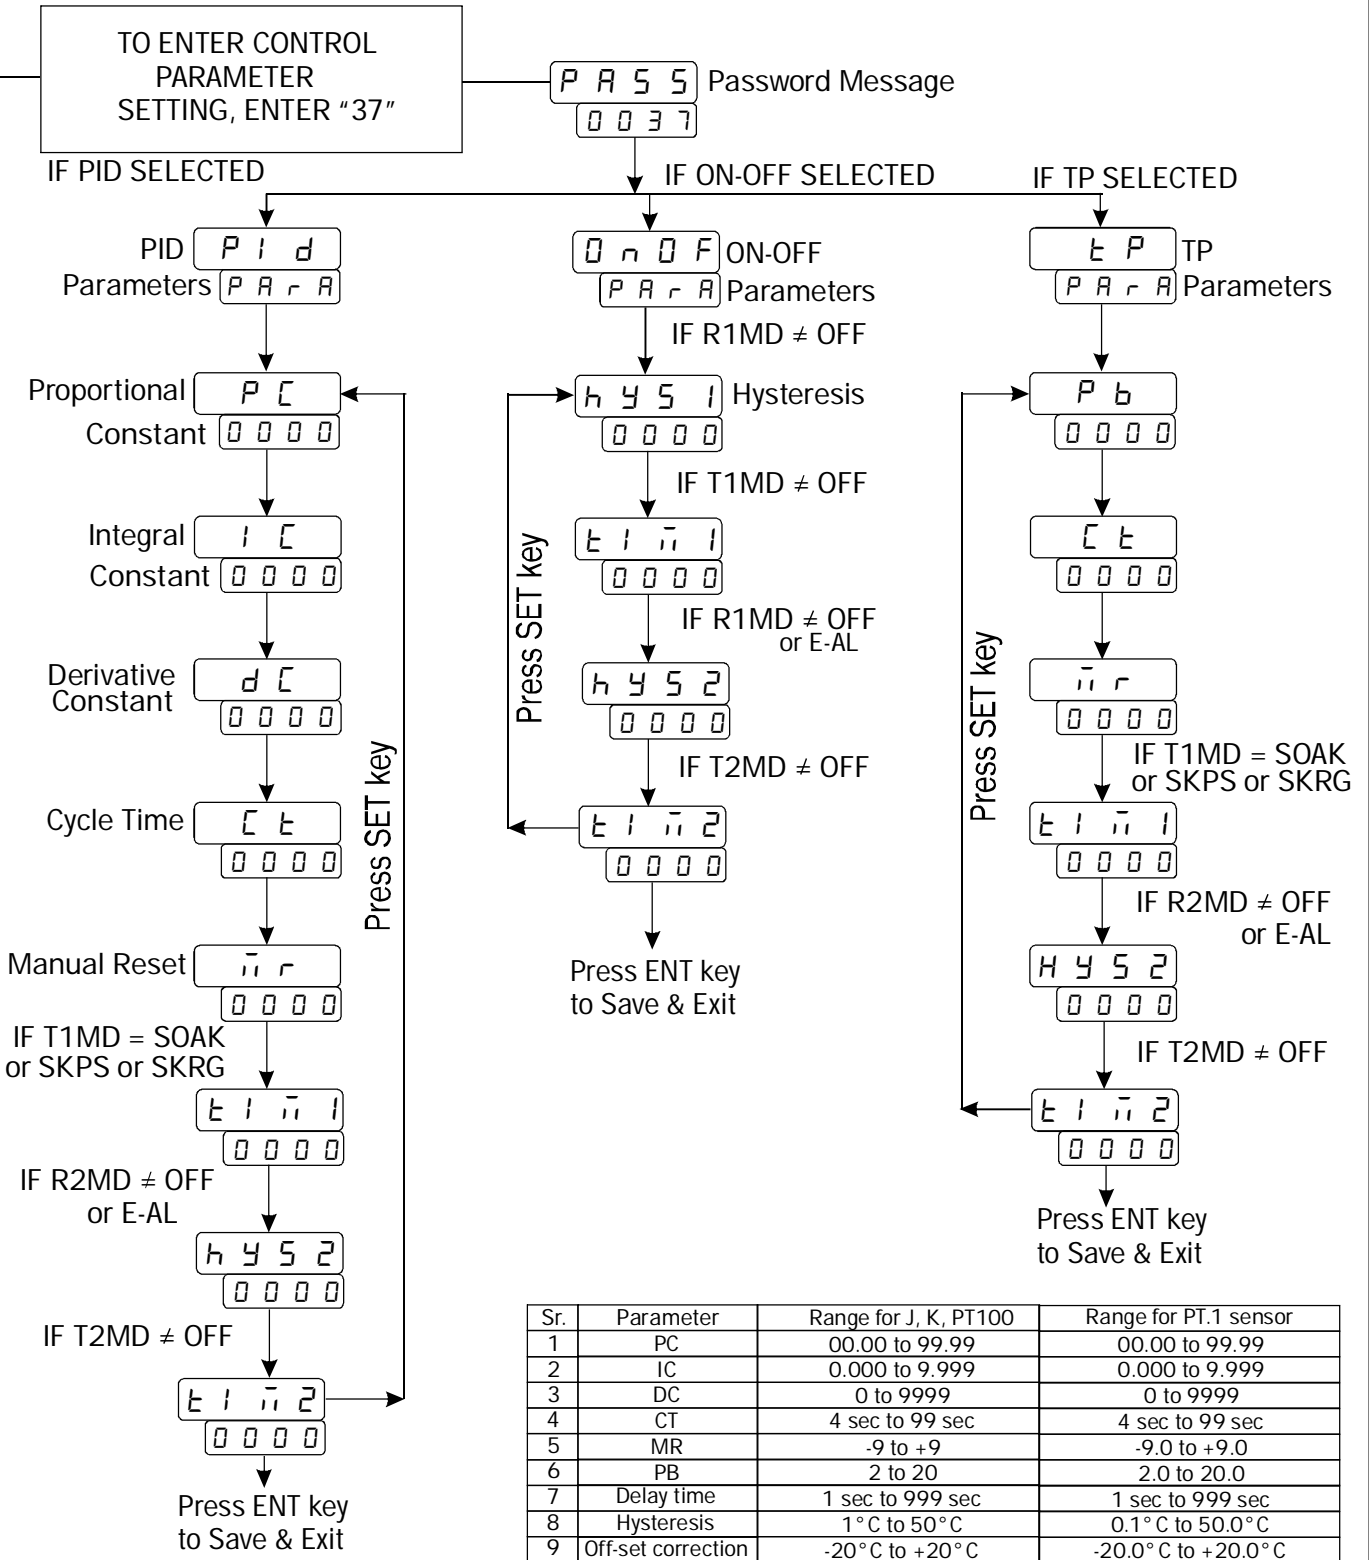 TO ENTER CONTROL
PARAMETER
SETTING, ENTER “37”
PASS Password Message
0037
IF PID SELECTED
IF ON-OFF SELECTED
IF TP SELECTED
PID PId
Parameters PArA
Proportional PC
Constant 0000
Integral IC
Constant 0000
Derivative dC
Constant 0000
Cycle Time Ct
0000
Manual Reset mr
0000
IF T1MD = SOAK
or SKPS or SKRG
tIm1
0000
IF R2MD ≠ OFF
or E-AL
hYS2
0000
IF T2MD ≠ OFF
tIm2
0000
Press SET key
Press ENT key
to Save & Exit
OnOF ON-OFF
PArA Parameters
IF R1MD ≠ OFF
hYS1 Hysteresis
0000
IF T1MD ≠ OFF
tIm1
0000
IF R1MD ≠ OFF
or E-AL
hYS2
0000
IF T2MD ≠ OFF
tIm2
0000
Press SET key
Press ENT key
to Save & Exit
tP TP
PArA Parameters
Pb
0000
Ct
0000
mr
0000
IF T1MD = SOAK
or SKPS or SKRG
tIm1
0000
IF R2MD ≠ OFF
or E-AL
HYS2
0000
IF T2MD ≠ OFF
tIm2
0000
Press SET key
Press ENT key
to Save & Exit
Sr. Parameter Range for J, K, PT100 Range for PT.1 sensor
1 PC 00.00 to 99.99 00.00 to 99.99
2 IC 0.000 to 9.999 0.000 to 9.999
3 DC 0 to 9999 0 to 9999
4 CT 4 sec to 99 sec 4 sec to 99 sec
5 MR -9 to +9 -9.0 to +9.0
6 PB 2 to 20 2.0 to 20.0
7 Delay time 1 sec to 999 sec 1 sec to 999 sec
8 Hysteresis 1°C to 50°C 0.1°C to 50.0°C
9 Off-set correction -20°C to +20°C -20.0°C to +20.0°C